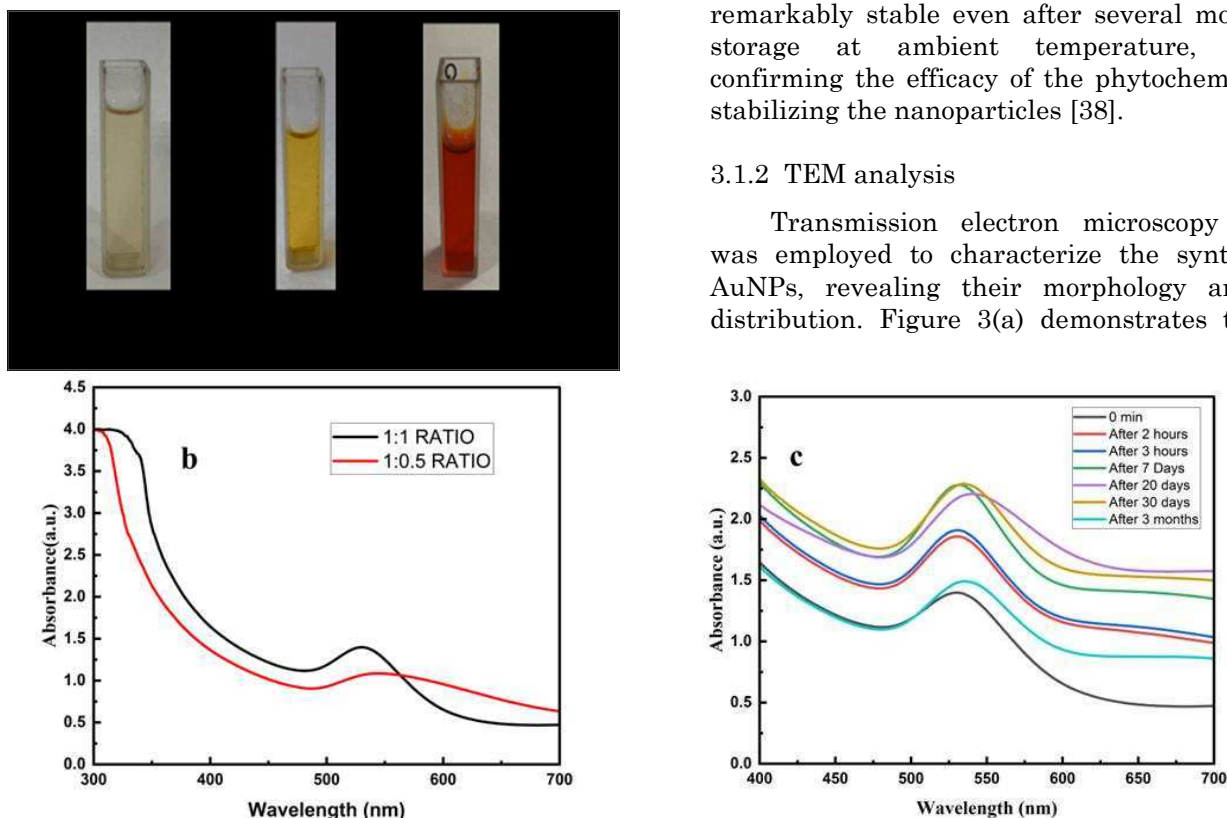 remarkably stable even after several mo
storage at ambient temperature,
confirming the efficacy of the phytochem
stabilizing the nanoparticles [38].
3.1.2 TEM analysis
Transmission electron microscopy
was employed to characterize the synt
AuNPs, revealing their morphology an
distribution. Figure 3(a) demonstrates t
O
b
1:1 RATIO
1:0.5 RATIO
Absorbance(a.u.)
4.5
4.0
3.5
3.0
2.5
2.0
1.5
1.0
0.5
0.0
300 400 500 600 700
Wavelength (nm)
c
0 min
After 2 hours
After 3 hours
After 7 Days
After 20 days
After 30 days
After 3 months
Absorbance (a.u.)
3.0
2.5
2.0
1.5
1.0
0.5
0.0
400 450 500 550 600 650 700
Wavelength (nm)